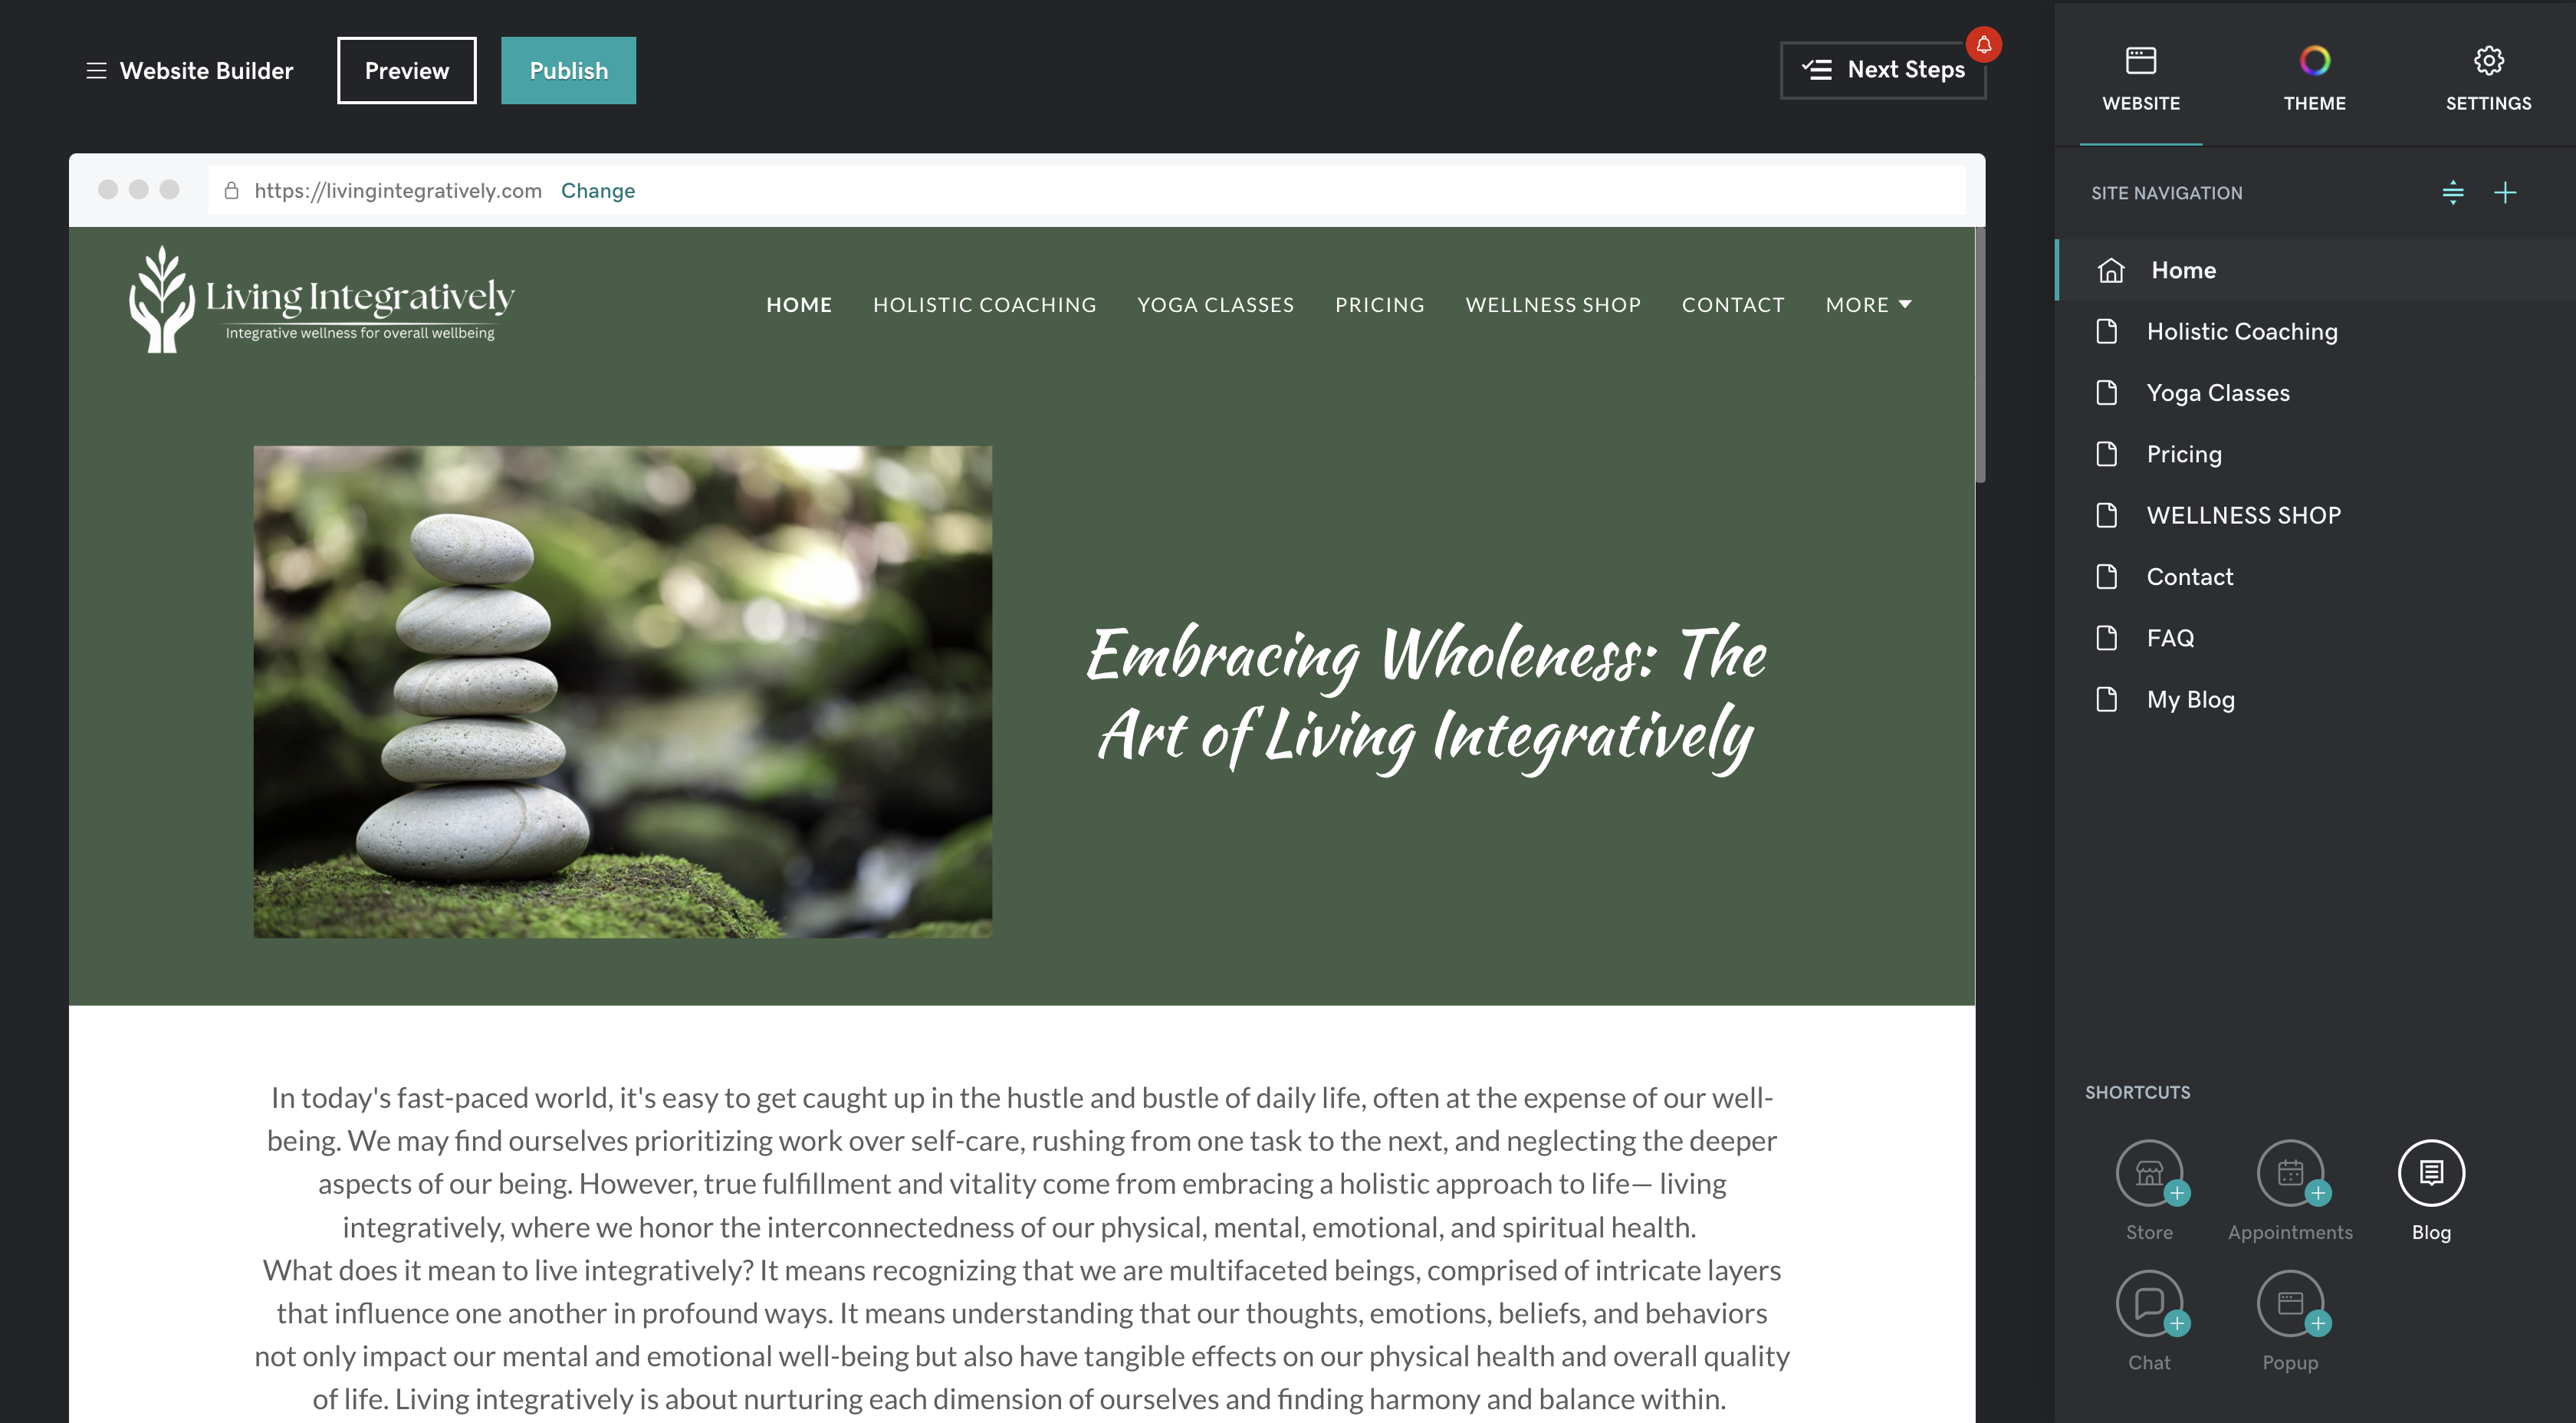 Website Builder
Preview
Publish
Next Steps
https://livingintegratively.com Change
Living Integratively
Integrative wellness for overall wellbeing
HOME HOLISTIC COACHING YOGA CLASSES PRICING WELLNESS SHOP CONTACT MORE
Embracing Wholeness: The
Art of Living Integratively
In today's fast-paced world, it's easy to get caught up in the hustle and bustle of daily life, often at the expense of our well-
being. We may find ourselves prioritizing work over self-care, rushing from one task to the next, and neglecting the deeper
aspects of our being. However, true fulfillment and vitality come from embracing a holistic approach to life— living
integratively, where we honor the interconnectedness of our physical, mental, emotional, and spiritual health.
What does it mean to live integratively? It means recognizing that we are multifaceted beings, comprised of intricate layers
that influence one another in profound ways. It means understanding that our thoughts, emotions, beliefs, and behaviors
not only impact our mental and emotional well-being but also have tangible effects on our physical health and overall quality
of life. Living integratively is about nurturing each dimension of ourselves and finding harmony and balance within.
WEBSITE THEME SETTINGS
SITE NAVIGATION
Home
Holistic Coaching
Yoga Classes
Pricing
WELLNESS SHOP
Contact
FAQ
My Blog
SHORTCUTS
Store Appointments Blog
Chat Popup